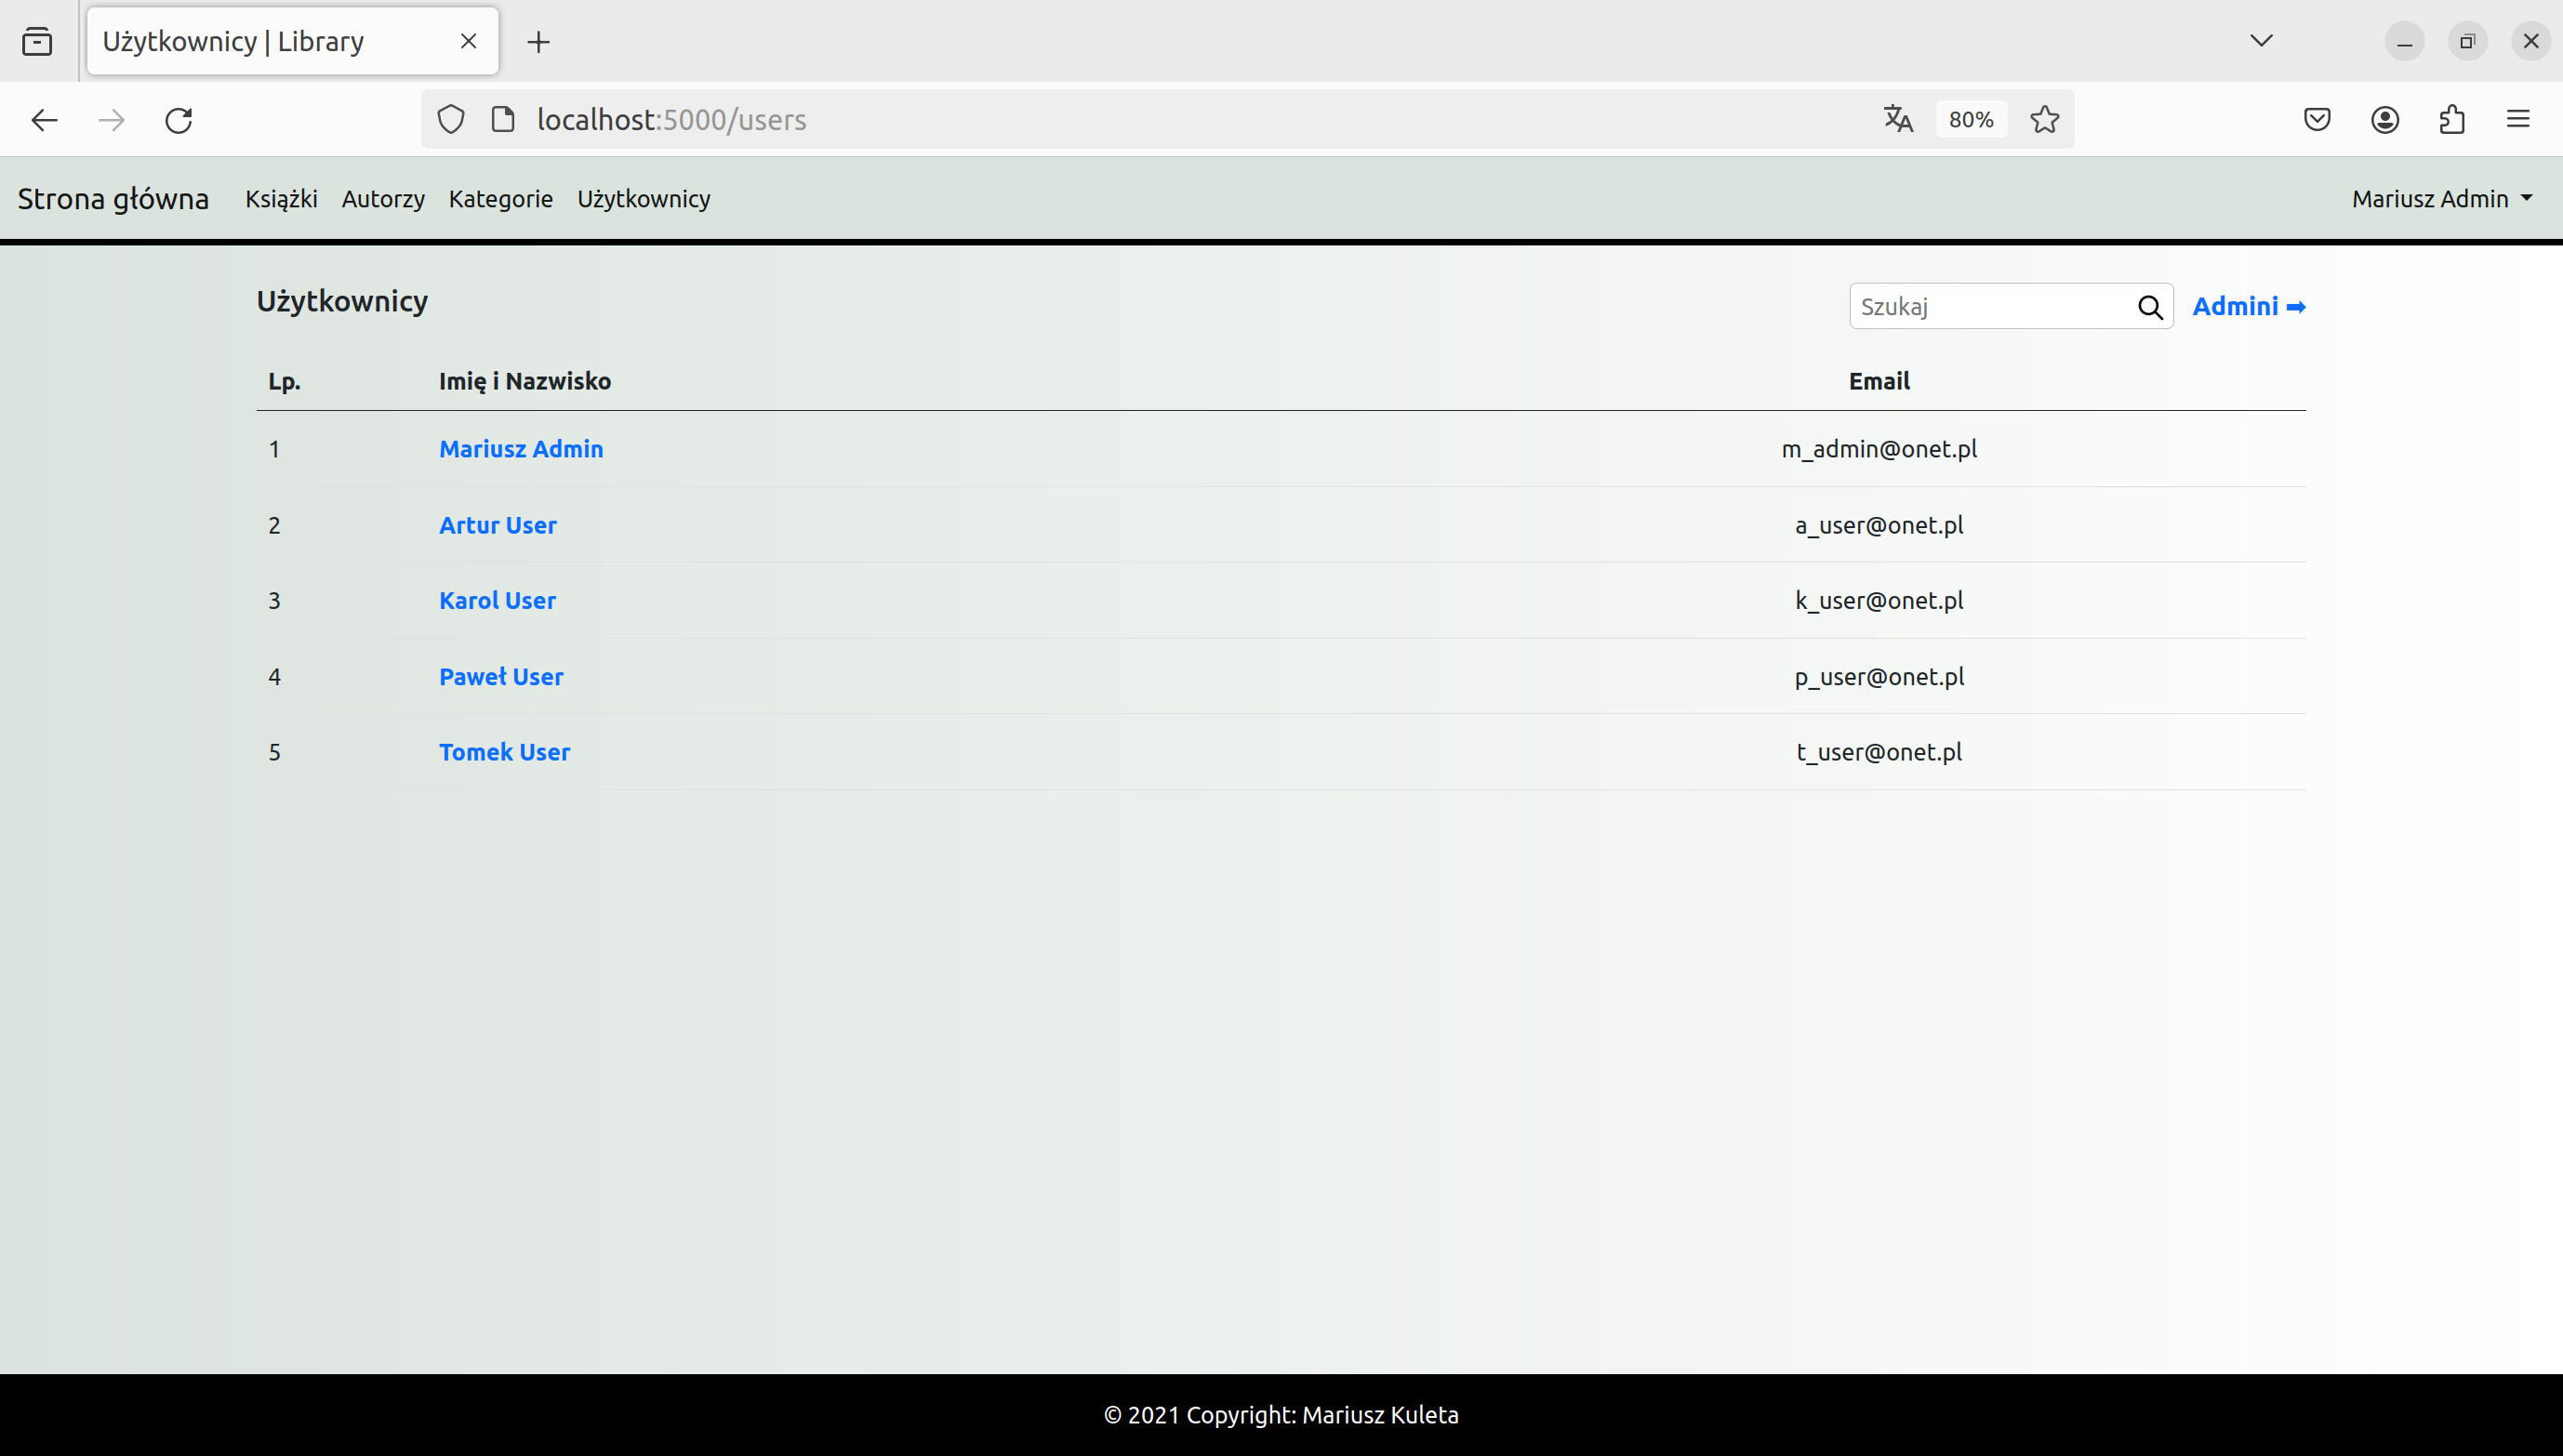 Użytkownicy | Library
localhost:5000/users
80%
Strona główna Książki Autorzy Kategorie Użytkownicy Mariusz Admin
Użytkownicy
Szukaj
Admini ➡
Lp. Imię i Nazwisko Email
1 Mariusz Admin m_admin@onet.pl
2 Artur User a_user@onet.pl
3 Karol User k_user@onet.pl
4 Paweł User p_user@onet.pl
5 Tomek User t_user@onet.pl
© 2021 Copyright: Mariusz Kuleta